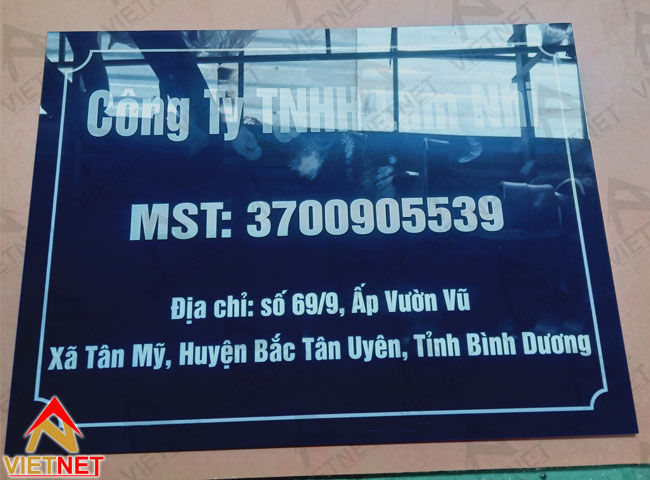 Công Ty TNHH Nhi
MST: 3700905539
Địa chỉ: số 69/9, Ấp Vườn Vũ
Xã Tân Mỹ, Huyện Bắc Tân Uyên, Tỉnh Bình Dương
VIETNET